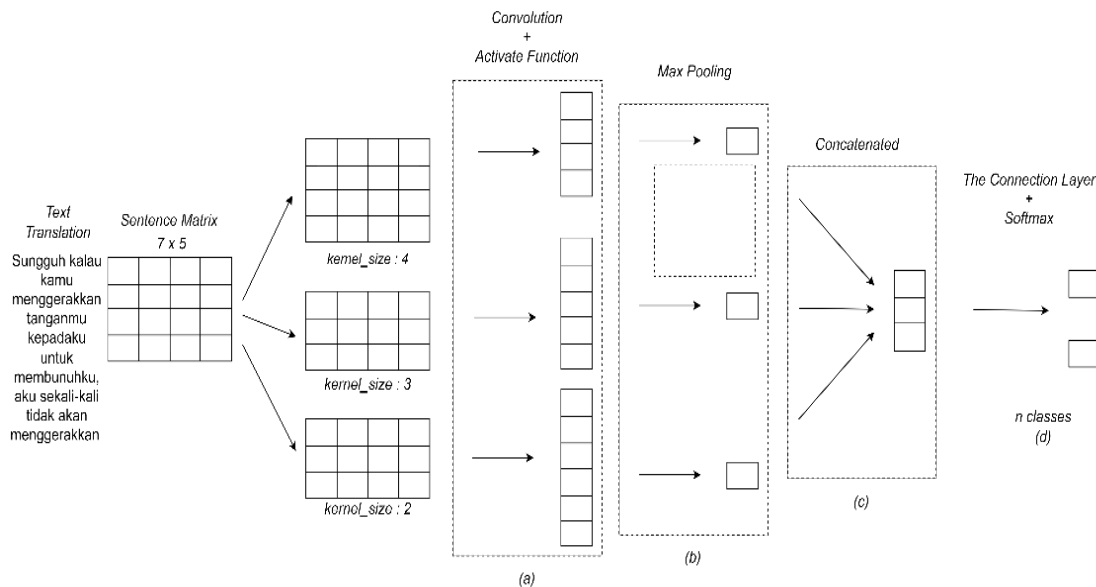 Convolution
+
Activate Function
Max Pooling
Concatenated
The Connection Layer
+
Softmax
Text
Translation
Sentence Matrix
7 x 5
Sungguh kalau
kamu
menggerakkan
tanganmu
kepadaku
untuk
membunuhku,
aku sekali-kali
tidak akan
menggerakkan
kernel_size : 4
kernel_size : 3
kernel_size : 2
n classes
(d)
(c)
(b)
(a)